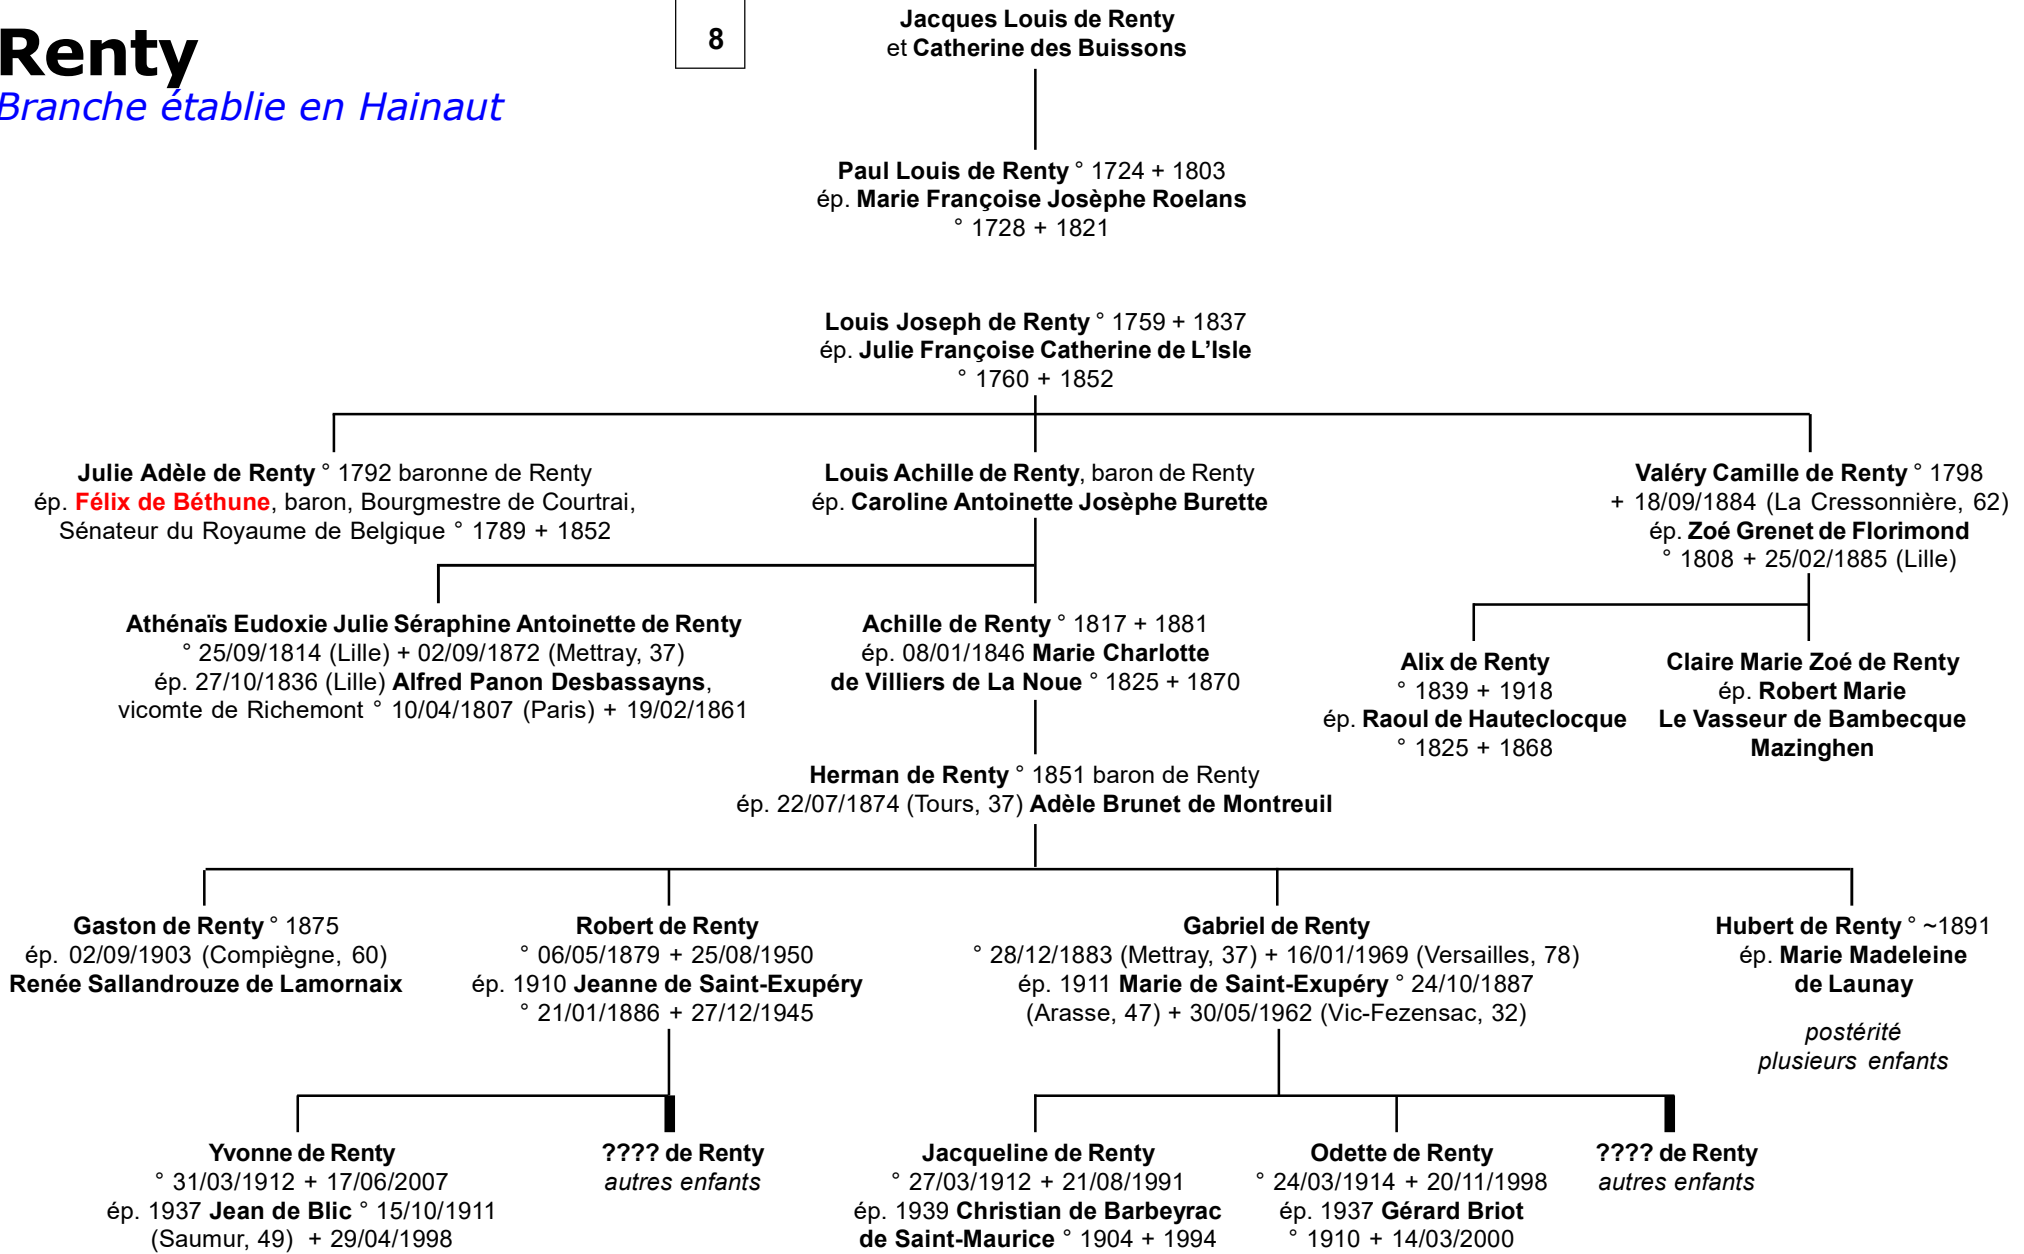 Renty
Branche établie en Hainaut
8
Jacques Louis de Renty
et Catherine des Buissons
Paul Louis de Renty ° 1724 + 1803
ép. Marie Françoise Josèphe Roelans
° 1728 + 1821
Louis Joseph de Renty ° 1759 + 1837
ép. Julie Françoise Catherine de L’Isle
° 1760 + 1852
Julie Adèle de Renty ° 1792 baronne de Renty
ép. Félix de Béthune, baron, Bourgmestre de Courtrai,
Sénateur du Royaume de Belgique ° 1789 + 1852
Louis Achille de Renty, baron de Renty
ép. Caroline Antoinette Josèphe Burette
Valéry Camille de Renty ° 1798
+ 18/09/1884 (La Cressonnière, 62)
ép. Zoé Grenet de Florimond
° 1808 + 25/02/1885 (Lille)
Athénaïs Eudoxie Julie Séraphine Antoinette de Renty
° 25/09/1814 (Lille) + 02/09/1872 (Mettray, 37)
ép. 27/10/1836 (Lille) Alfred Panon Desbassayns,
vicomte de Richemont ° 10/04/1807 (Paris) + 19/02/1861
Achille de Renty ° 1817 + 1881
ép. 08/01/1846 Marie Charlotte
de Villiers de La Noue ° 1825 + 1870
Alix de Renty
° 1839 + 1918
ép. Raoul de Hauteclocque
° 1825 + 1868
Claire Marie Zoé de Renty
ép. Robert Marie
Le Vasseur de Bambecque
Mazinghen
Herman de Renty ° 1851 baron de Renty
ép. 22/07/1874 (Tours, 37) Adèle Brunet de Montreuil
Gaston de Renty ° 1875
ép. 02/09/1903 (Compiègne, 60)
Renée Sallandrouze de Lamornaix
Robert de Renty
° 06/05/1879 + 25/08/1950
ép. 1910 Jeanne de Saint-Exupéry
° 21/01/1886 + 27/12/1945
Gabriel de Renty
° 28/12/1883 (Mettray, 37) + 16/01/1969 (Versailles, 78)
ép. 1911 Marie de Saint-Exupéry ° 24/10/1887
(Arasse, 47) + 30/05/1962 (Vic-Fezensac, 32)
Hubert de Renty ° ~1891
ép. Marie Madeleine
de Launay
postérité
plusieurs enfants
Yvonne de Renty
° 31/03/1912 + 17/06/2007
ép. 1937 Jean de Blic ° 15/10/1911
(Saumur, 49) + 29/04/1998
???? de Renty
autres enfants
Jacqueline de Renty
° 27/03/1912 + 21/08/1991
ép. 1939 Christian de Barbeyrac
de Saint-Maurice ° 1904 + 1994
Odette de Renty
° 24/03/1914 + 20/11/1998
ép. 1937 Gérard Briot
° 1910 + 14/03/2000
???? de Renty
autres enfants